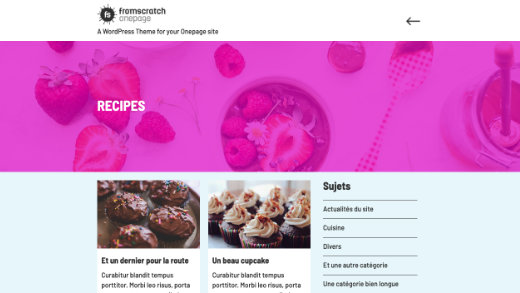 fs
fromscratch
onepage
A WordPress Theme for your Onepage site
RECIPES
Et un dernier pour la route
Curabitur blandit tempus
porttitor. Morbi leo risus, porta
Un beau cupcake
Curabitur blandit tempus
porttitor. Morbi leo risus, porta
Sujets
Actualités du site
Cuisine
Divers
Et une autre catégorie
Une catégorie bien longue